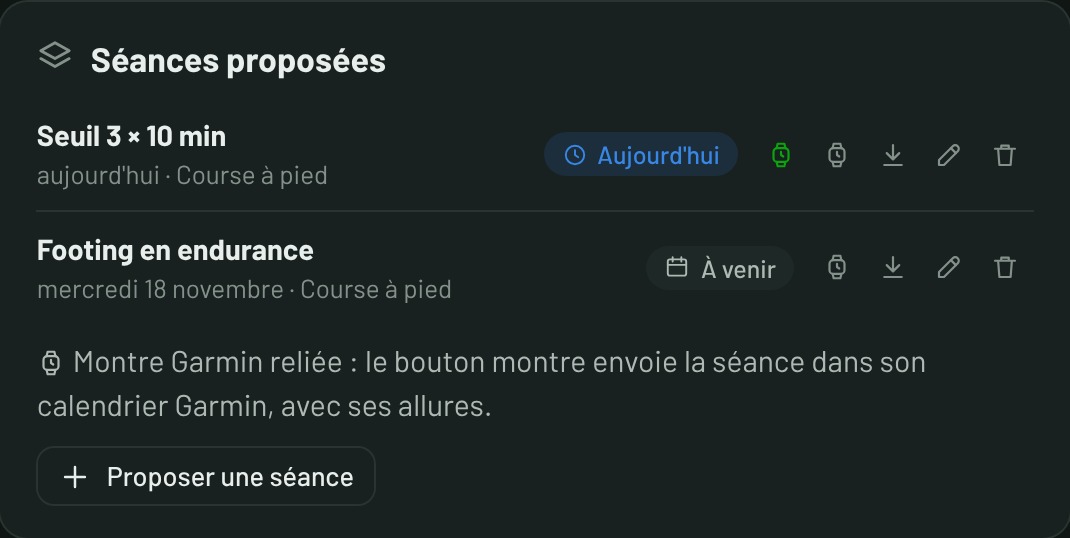 Séances proposées
Seuil 3 × 10 min
aujourd'hui · Course à pied
Aujourd'hui
Footing en endurance
mercredi 18 novembre · Course à pied
À venir
Montre Garmin reliée : le bouton montre envoie la séance dans son
calendrier Garmin, avec ses allures.
Proposer une séance